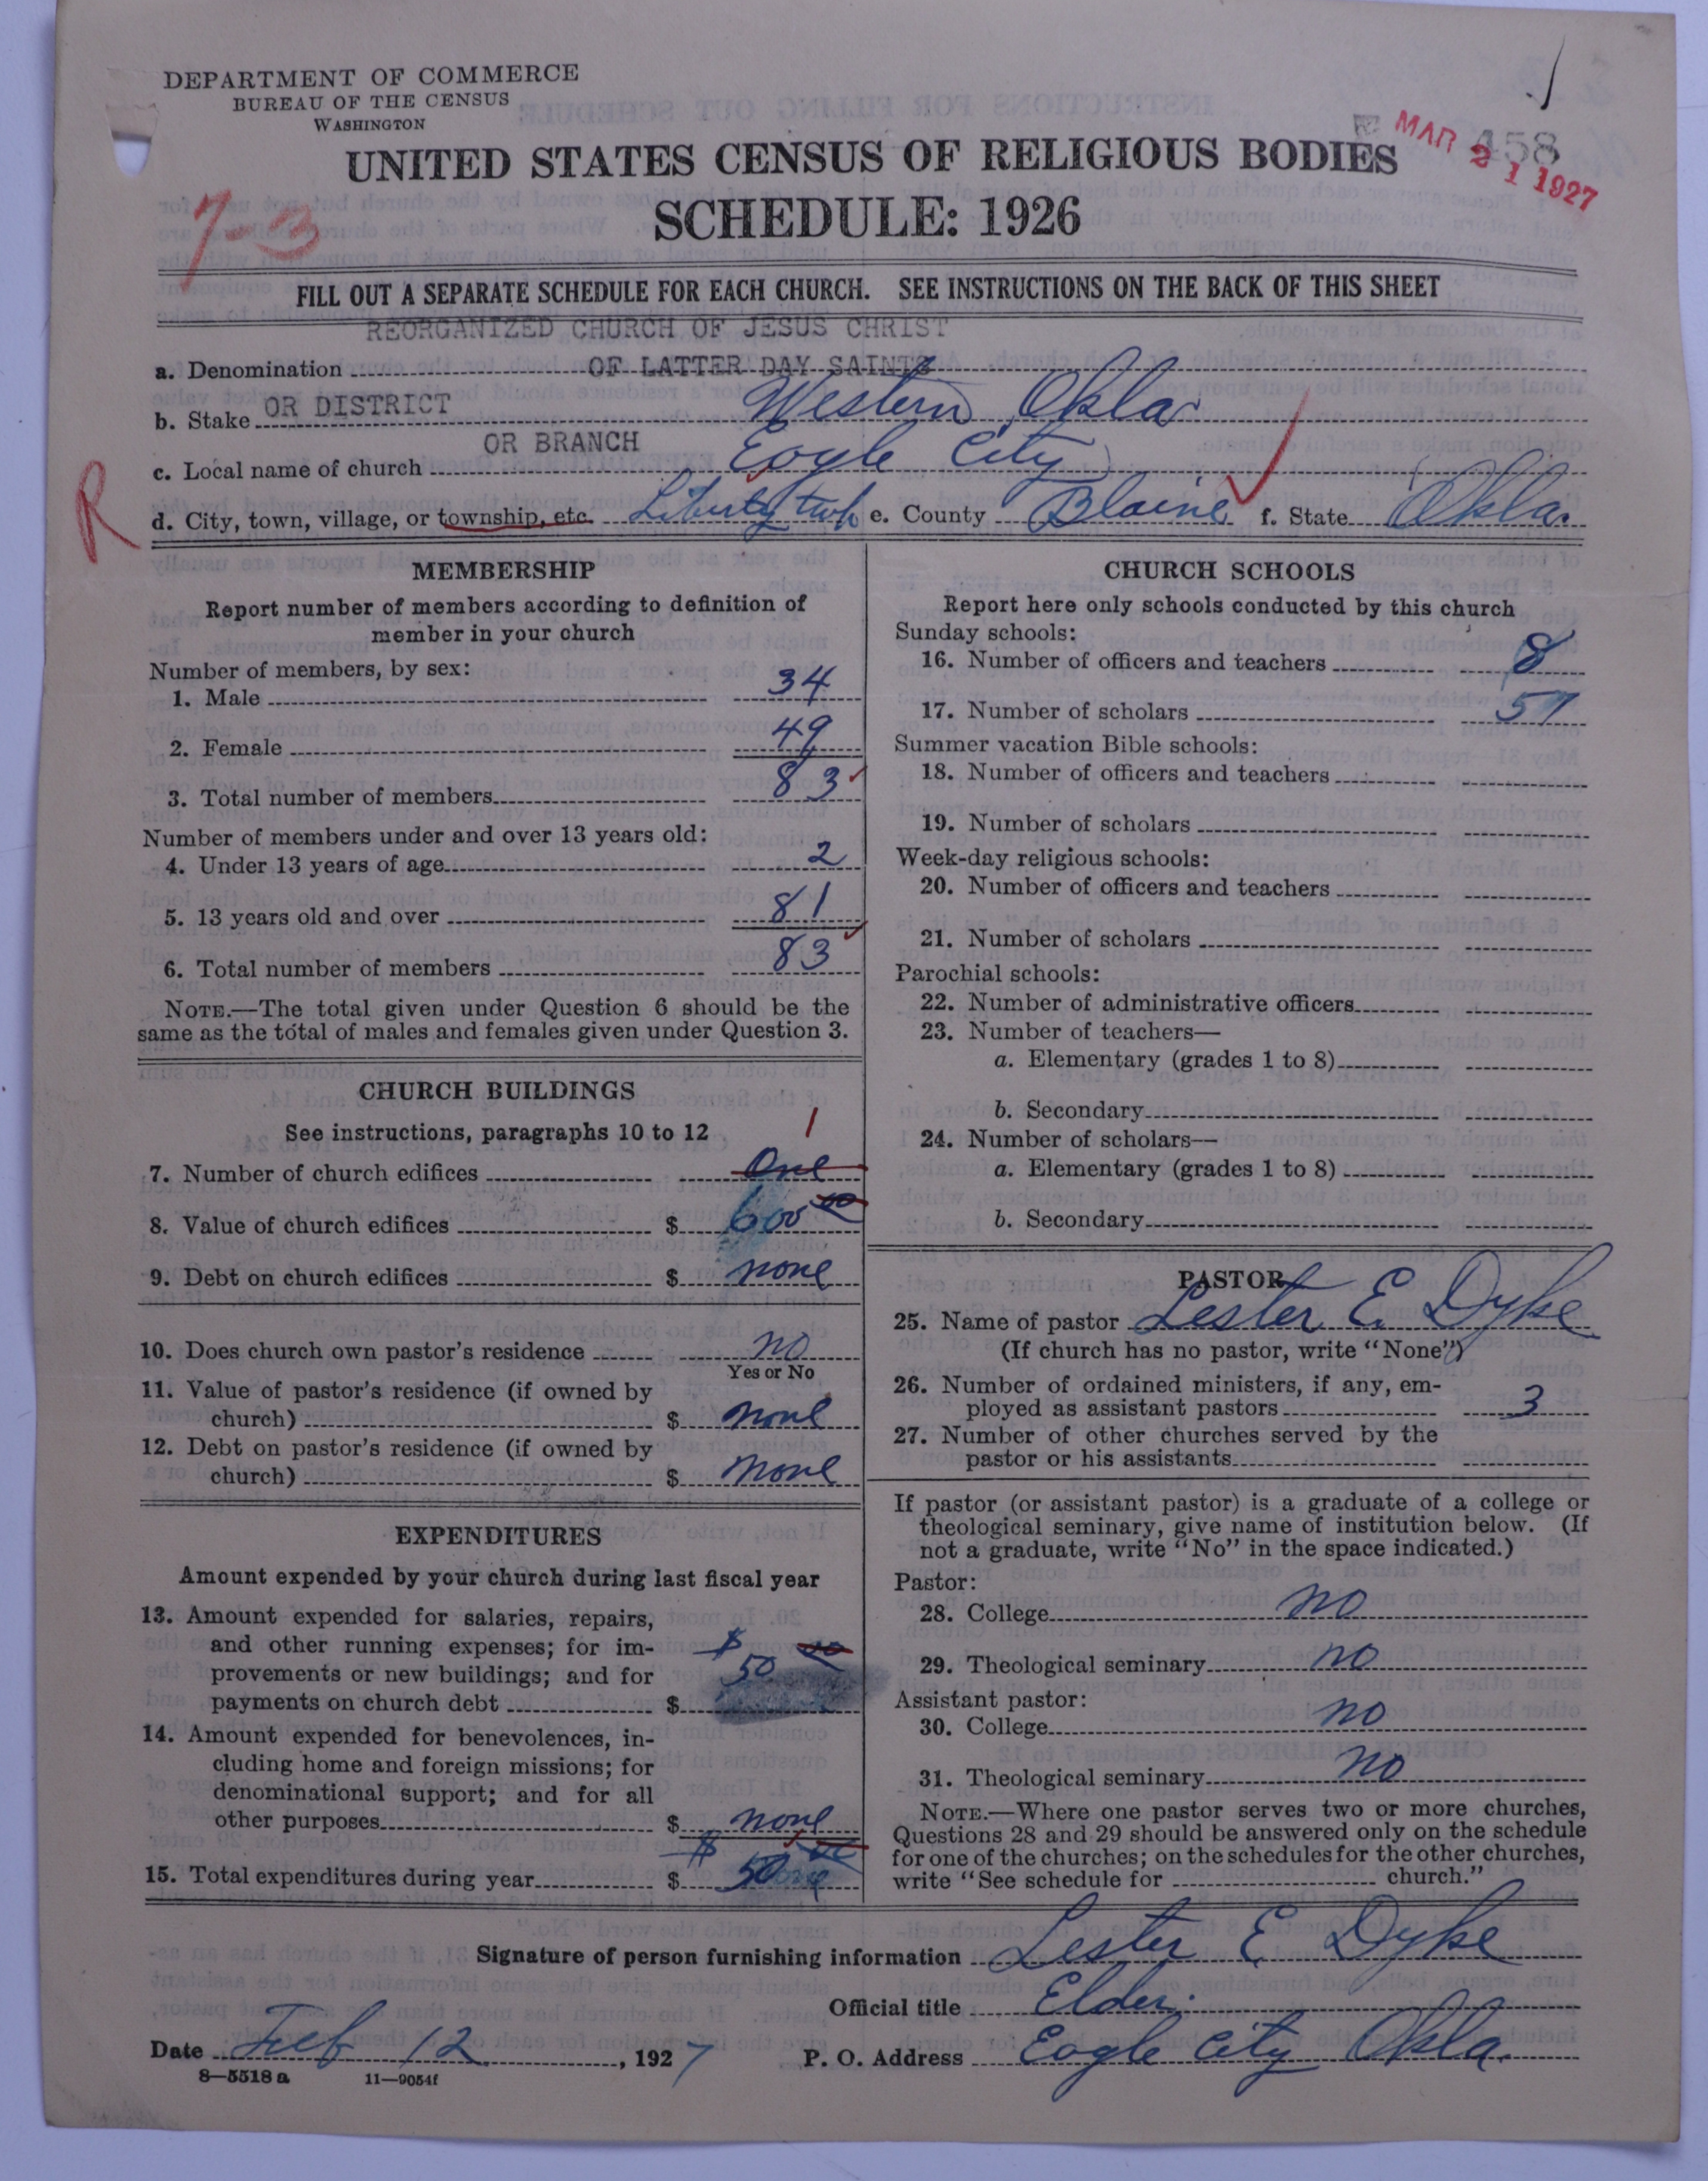 DEPARTMENT OF COMMERCE
BUREAU OF THE CENSUS
WASHINGTON
458
MAR 21 1927
UNITED STATES CENSUS OF RELIGIOUS BODIES
7-3
SCHEDULE: 1926
FILL OUT A SEPARATE SCHEDULE FOR EACH CHURCH. SEE INSTRUCTIONS ON THE BACK OF THIS SHEET
REORGANIZED CHURCH OF JESUS CHRIST
a. Denomination OF LATTER DAY SAINTS
b. Stake OR DISTRICT Western Okla
c. Local name of church OR BRANCH Eagle City
R
d. City, town, village, or township, etc. Liberty twp e. County Blaine f. State Okla.
MEMBERSHIP
Report number of members according to definition of
member in your church
Number of members, by sex:
1. Male 34
2. Female 49
3. Total number of members 83
Number of members under and over 13 years old:
4. Under 13 years of age 2
5. 13 years old and over 81
6. Total number of members 83
NOTE.—The total given under Question 6 should be the
same as the total of males and females given under Question 3.
CHURCH BUILDINGS
See instructions, paragraphs 10 to 12
1
7. Number of church edifices One
8. Value of church edifices $ 600 00
9. Debt on church edifices $ none
10. Does church own pastor's residence no
Yes or No
11. Value of pastor's residence (if owned by
church) $ none
12. Debt on pastor's residence (if owned by
church) $ none
EXPENDITURES
Amount expended by your church during last fiscal year
13. Amount expended for salaries, repairs,
and other running expenses; for im-
provements or new buildings; and for
payments on church debt $ $ 50 00
14. Amount expended for benevolences, in-
cluding home and foreign missions; for
denominational support; and for all
other purposes $ none
15. Total expenditures during year $ $ 50 00
CHURCH SCHOOLS
Report here only schools conducted by this church
Sunday schools:
16. Number of officers and teachers 8
17. Number of scholars 57
Summer vacation Bible schools:
18. Number of officers and teachers
19. Number of scholars
Week-day religious schools:
20. Number of officers and teachers
21. Number of scholars
Parochial schools:
22. Number of administrative officers
23. Number of teachers—
a. Elementary (grades 1 to 8)
b. Secondary
24. Number of scholars—
a. Elementary (grades 1 to 8)
b. Secondary
PASTOR
25. Name of pastor Lester E. Dyke
(If church has no pastor, write "None")
26. Number of ordained ministers, if any, em-
ployed as assistant pastors 3
27. Number of other churches served by the
pastor or his assistants
If pastor (or assistant pastor) is a graduate of a college or
theological seminary, give name of institution below. (If
not a graduate, write "No" in the space indicated.)
Pastor:
28. College no
29. Theological seminary no
Assistant pastor:
30. College no
31. Theological seminary no
NOTE.—Where one pastor serves two or more churches,
Questions 28 and 29 should be answered only on the schedule
for one of the churches; on the schedules for the other churches,
write "See schedule for church."
Signature of person furnishing information Lester E Dyke
Official title Elder.
Date Feb 12, 1927 P. O. Address Eagle City Okla.
8—5518a 11—9054f